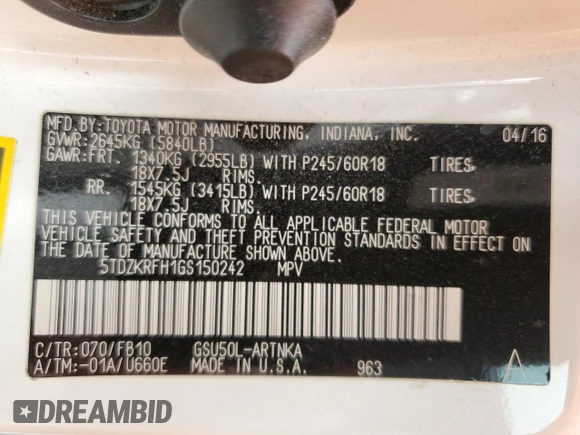 MFD.BY:TOYOTA MOTOR MANUFACTURING, INDIANA, INC. 04/16
GVWR:2645KG (5840LB)
GAWR:FRT. 1340KG (2955LB) WITH P245/60R18 TIRES
18X7.5J RIMS.
RR. 1545KG (3415LB) WITH P245/60R18 TIRES
18X7.5J RIMS.
THIS VEHICLE CONFORMS TO ALL APPLICABLE FEDERAL MOTOR
VEHICLE SAFETY AND THEFT PREVENTION STANDARDS IN EFFECT ON
THE DATE OF MANUFACTURE SHOWN ABOVE.
5TDZKRFH1GS150242 MPV
C/TR:070/FB10 GSU50L-ARTNKA
A/TM:-01A/U660E MADE IN U.S.A. 963 A
DREAMBID